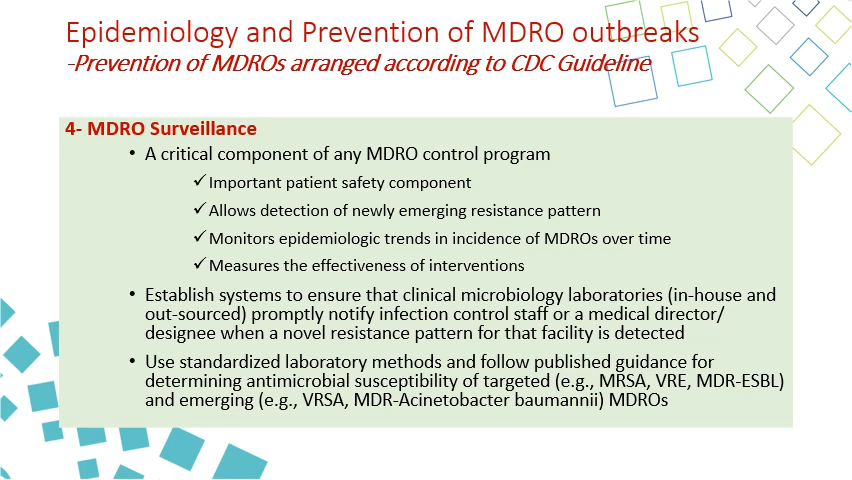 Epidemiology and Prevention of MDRO outbreaks
-Prevention of MDROs arranged according to CDC Guideline
4- MDRO Surveillance
• A critical component of any MDRO control program
✓Important patient safety component
✓Allows detection of newly emerging resistance pattern
✓Monitors epidemiologic trends in incidence of MDROs over time
✓Measures the effectiveness of interventions
• Establish systems to ensure that clinical microbiology laboratories (in-house and
out-sourced) promptly notify infection control staff or a medical director/
designee when a novel resistance pattern for that facility is detected
• Use standardized laboratory methods and follow published guidance for
determining antimicrobial susceptibility of targeted (e.g., MRSA, VRE, MDR-ESBL)
and emerging (e.g., VRSA, MDR-Acinetobacter baumannii) MDROs